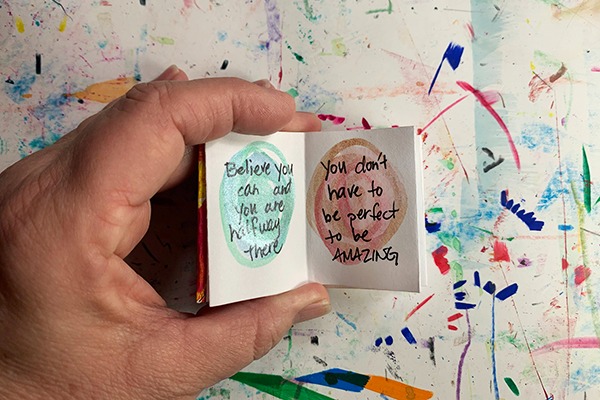 Believe you
can and
you are
halfway
there
You don't
have to
be perfect
to be
AMAZING